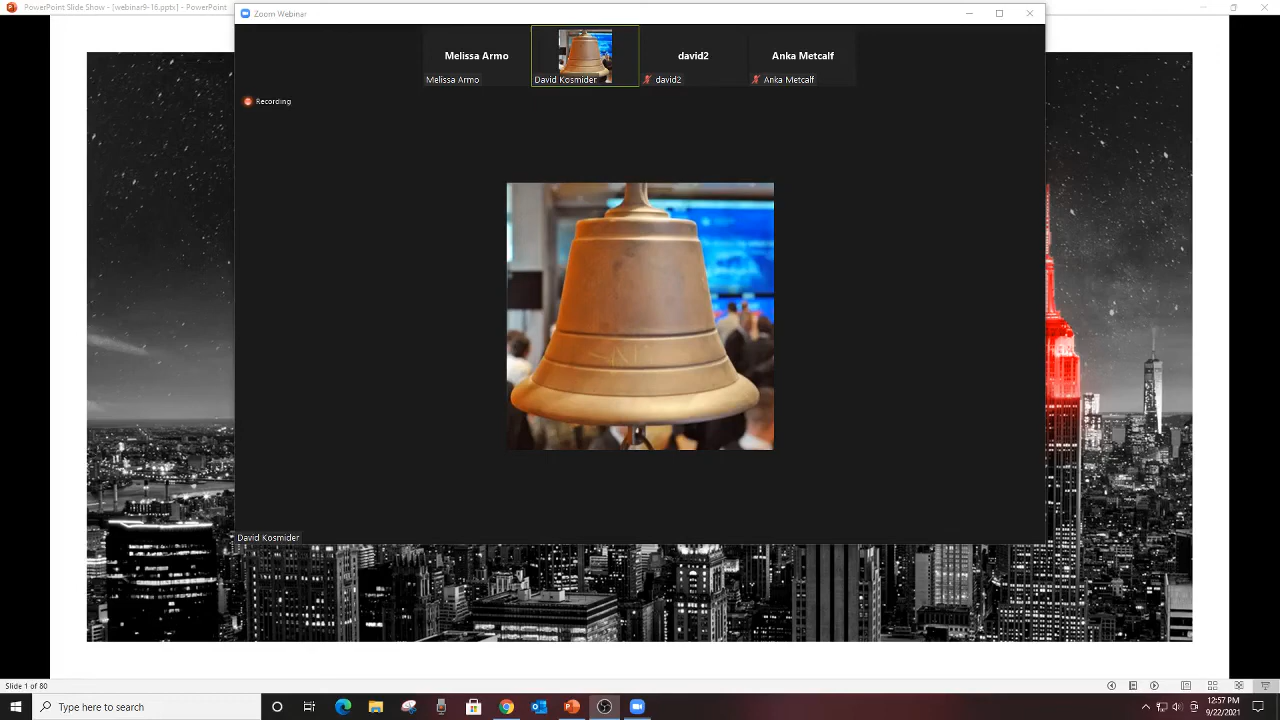 PowerPoint Slide Show - [webinar9-16.pptx] - PowerPoint
Zoom Webinar
Melissa Armo
david2
Anka Metcalf
Melissa Armo
David Kosmider
david2
Anka Metcalf
Recording
David Kosmider
Slide 1 of 80
Type here to search
12:57 PM
9/22/2021